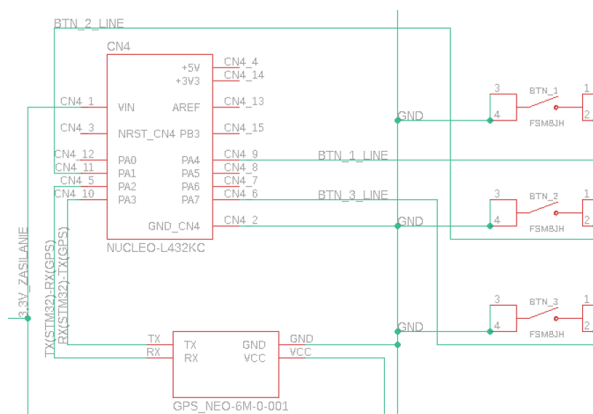 BTN_2_LINE
CN4
+5V CN4_4
+3V3 CN4_14
CN4_1 VIN AREF CN4_13
CN4_3 NRST_CN4 PB3 CN4_15
CN4_12 PA0 PA4 CN4_9 BTN_1_LINE
CN4_11 PA1 PA5 CN4_8
CN4_5 PA2 PA6 CN4_7
CN4_10 PA3 PA7 CN4_6 BTN_3_LINE
GND_CN4 CN4_2
NUCLEO-L432KC
3 BTN_1 1
GND 4 2
FSM8JH
3 BTN_2 1
GND 4 2
FSM8JH
3 BTN_3 1
GND 4 2
FSM8JH
3.3V_ZASILANIE
TX(STM32)-RX(GPS)
RX(STM32)-TX(GPS)
TX TX GND GND
RX RX VCC VCC
GPS_NEO-6M-0-001